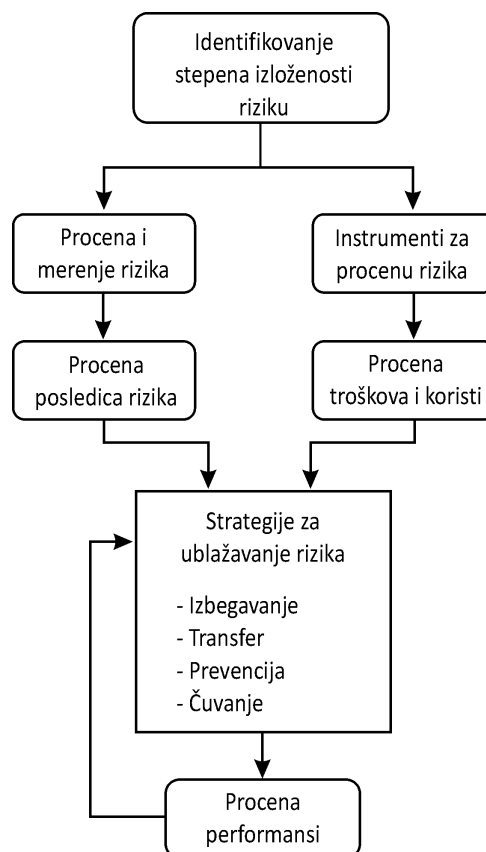 Identifikovanje
stepena izloženosti
riziku
Procena i
merenje rizika
Instrumenti za
procenu rizika
Procena
posledica rizika
Procena
troškova i koristi
Strategije za
ublažavanje rizika
- Izbegavanje
- Transfer
- Prevencija
- Čuvanje
Procena
performansi